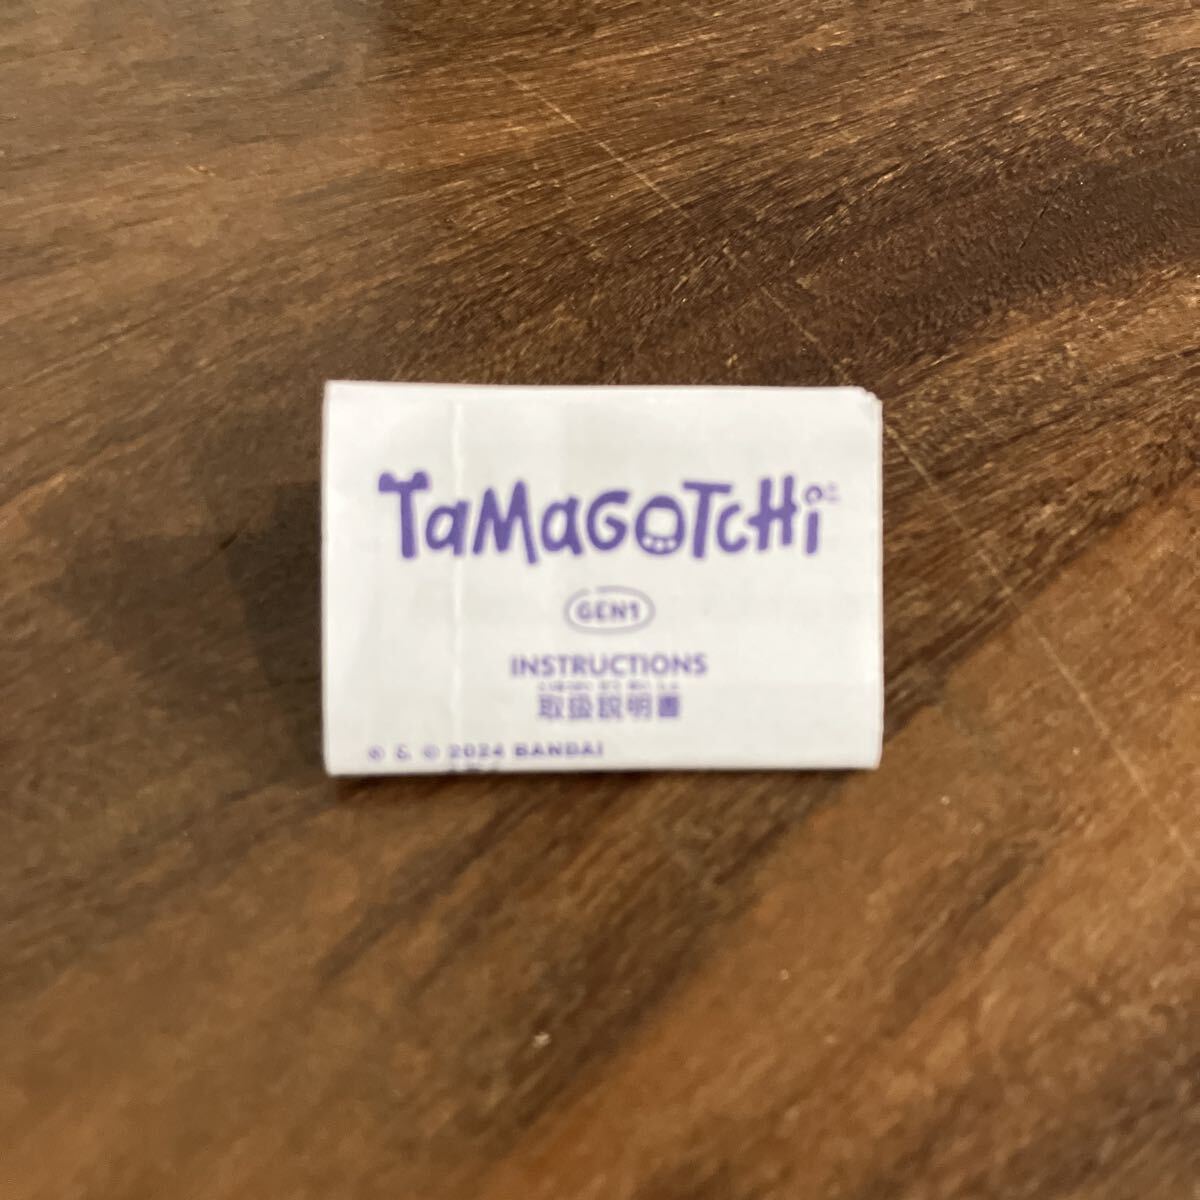 TaMaGOTCHi
GEN1
INSTRUCTIONS
取扱説明書
© & © 2024 BANDAI